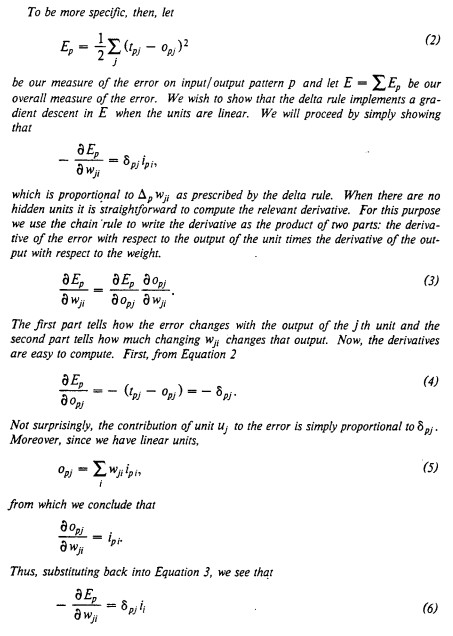 To be more specific, then, let
E_p = 1/2 ∑_j (t_pj − o_pj)²    (2)
be our measure of the error on input/output pattern p and let E = ∑ E_p be our
overall measure of the error. We wish to show that the delta rule implements a gra-
dient descent in E when the units are linear. We will proceed by simply showing
that
− ∂E_p/∂w_ji = δ_pj i_pi,
which is proportional to Δ_p w_ji as prescribed by the delta rule. When there are no
hidden units it is straightforward to compute the relevant derivative. For this purpose
we use the chain rule to write the derivative as the product of two parts: the deriva-
tive of the error with respect to the output of the unit times the derivative of the out-
put with respect to the weight.
∂E_p/∂w_ji = ∂E_p/∂o_pj ∂o_pj/∂w_ji.    (3)
The first part tells how the error changes with the output of the jth unit and the
second part tells how much changing w_ji changes that output. Now, the derivatives
are easy to compute. First, from Equation 2
∂E_p/∂o_pj = − (t_pj − o_pj) = − δ_pj.    (4)
Not surprisingly, the contribution of unit u_j to the error is simply proportional to δ_pj.
Moreover, since we have linear units,
o_pj = ∑_i w_ji i_pi,    (5)
from which we conclude that
∂o_pj/∂w_ji = i_pi.
Thus, substituting back into Equation 3, we see that
− ∂E_p/∂w_ji = δ_pj i_i    (6)